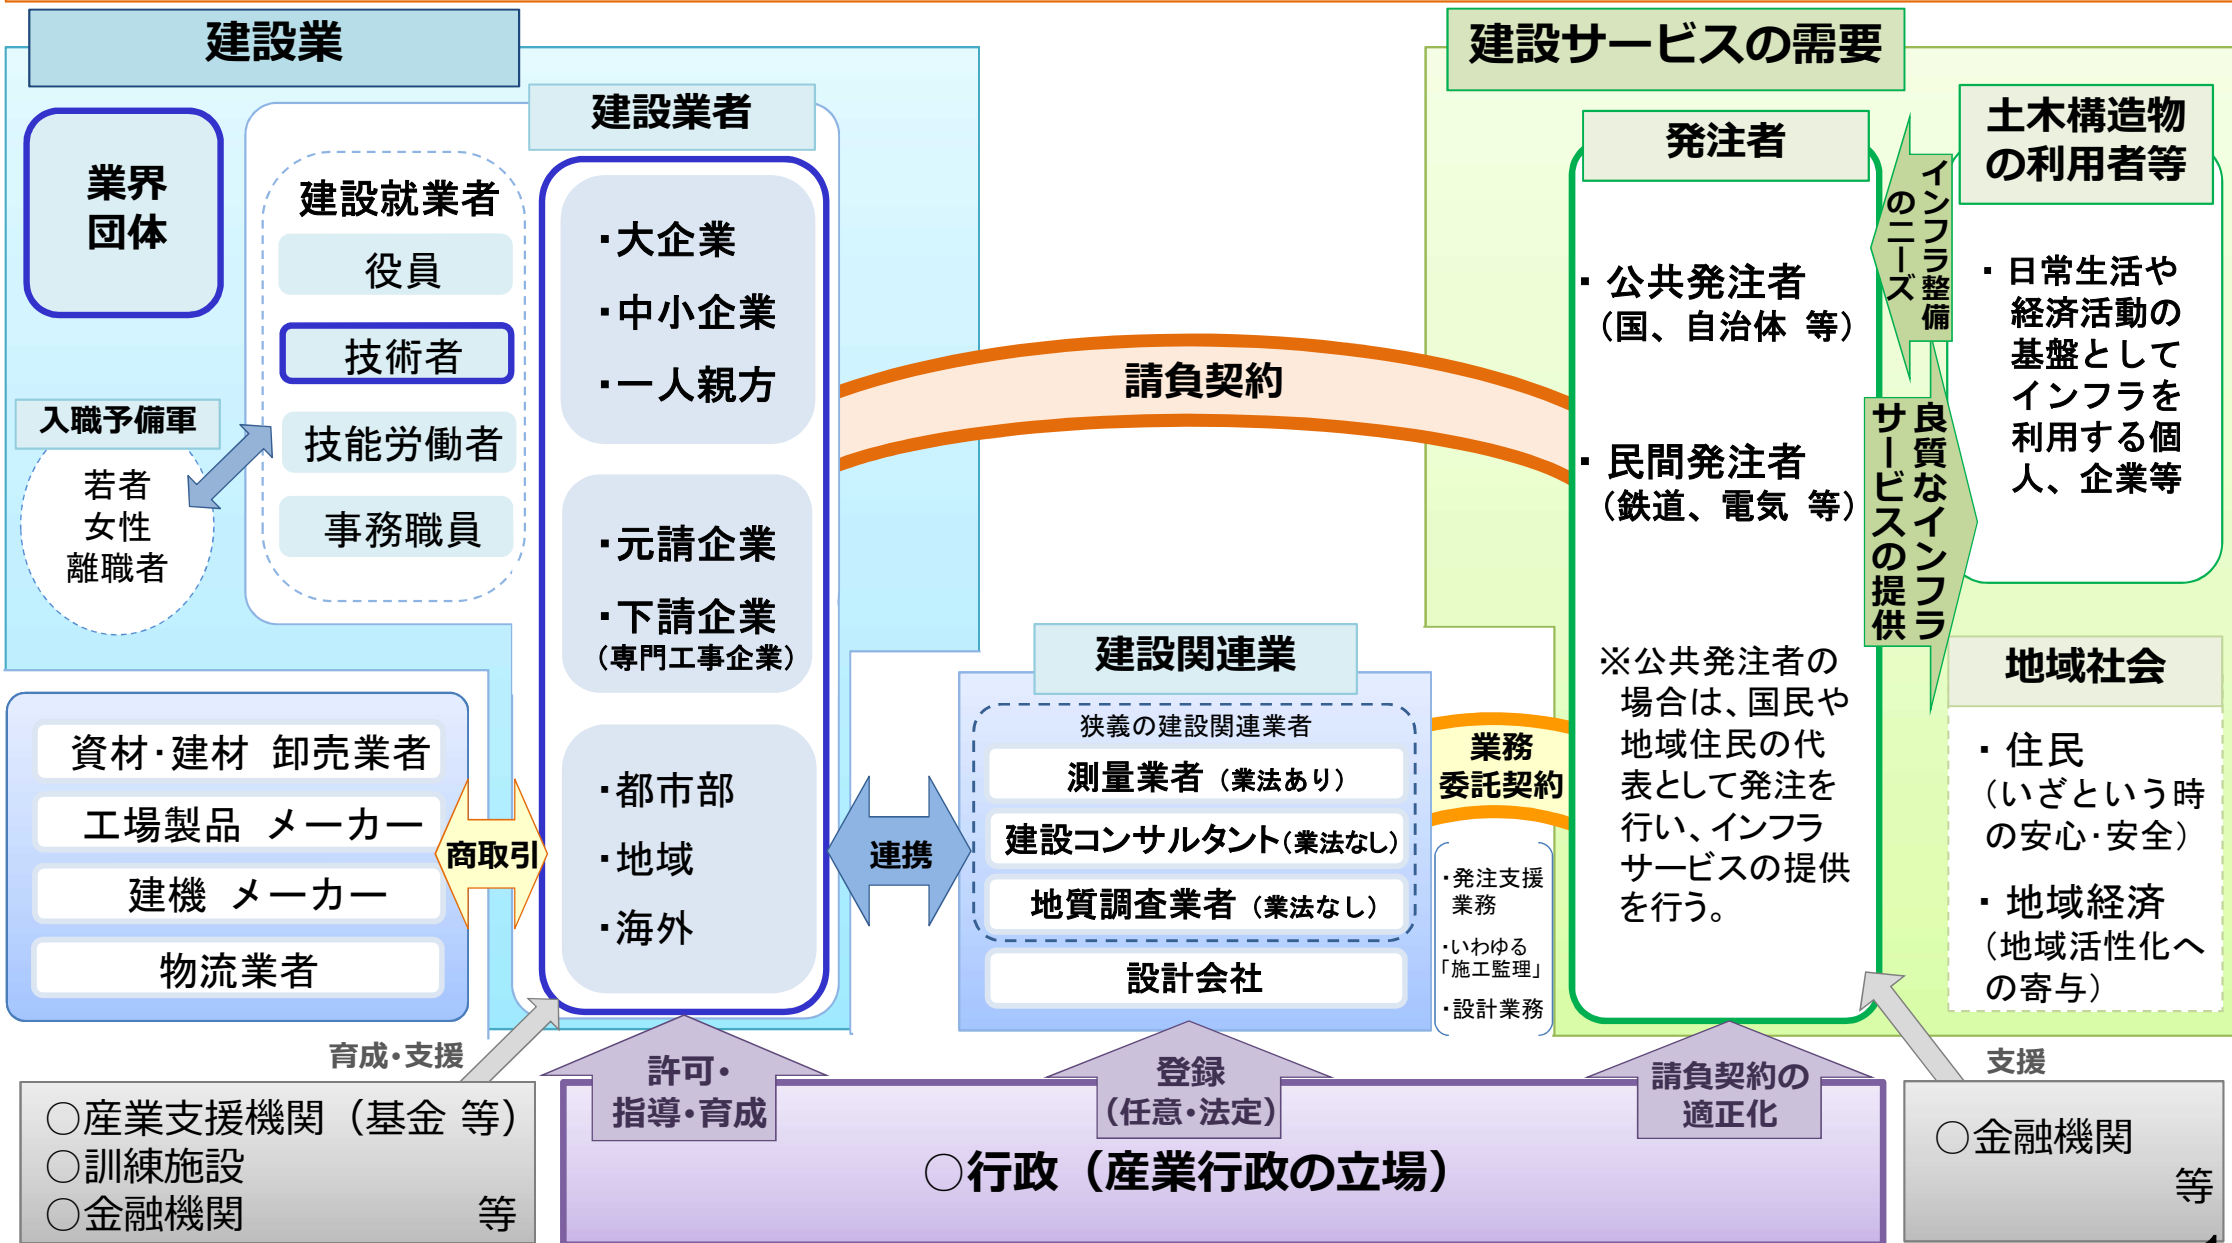 建設業
業界
団体
建設業者
建設就業者
役員
技術者
技能労働者
事務職員
入職予備軍
若者
女性
離職者
・大企業
・中小企業
・一人親方
・元請企業
・下請企業
（専門工事企業）
・都市部
・地域
・海外
資材・建材 卸売業者
工場製品 メーカー
建機 メーカー
物流業者
商取引
連携
請負契約
建設関連業
狭義の建設関連業者
測量業者（業法あり）
建設コンサルタント（業法なし）
地質調査業者（業法なし）
設計会社
業務
委託契約
・発注支援
業務
・いわゆる
「施工監理」
・設計業務
建設サービスの需要
発注者
・公共発注者
（国、自治体 等）
・民間発注者
（鉄道、電気 等）
※公共発注者の
場合は、国民や
地域住民の代
表として発注を
行い、インフラ
サービスの提供
を行う。
インフラ整備
のニーズ
良質なインフラ
サービスの提供
土木構造物
の利用者等
・日常生活や
経済活動の
基盤として
インフラを
利用する個
人、企業等
地域社会
・住民
（いざという時
の安心・安全）
・地域経済
（地域活性化へ
の寄与）
育成・支援
○産業支援機関（基金 等）
○訓練施設
○金融機関 等
許可・
指導・育成
登録
（任意・法定）
請負契約の
適正化
○行政（産業行政の立場）
支援
○金融機関
等